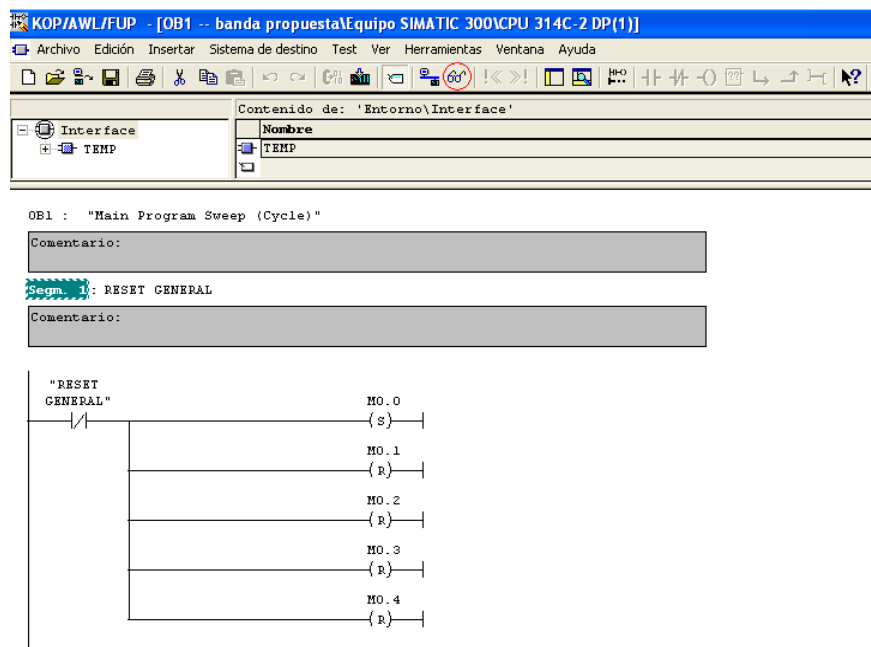 KOP/AWL/FUP - [OB1 -- banda propuesta\Equipo SIMATIC 300\CPU 314C-2 DP(1)]
Archivo Edición Insertar Sistema de destino Test Ver Herramientas Ventana Ayuda
Contenido de: 'Entorno\Interface'
Interface
Nombre
TEMP
TEMP
OB1 : "Main Program Sweep (Cycle)"
Comentario:
Segm. 1: RESET GENERAL
Comentario:
"RESET
GENERAL"
M0.0
S
M0.1
R
M0.2
R
M0.3
R
M0.4
R